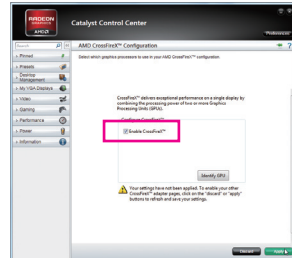 RADEON
GRAPHICS
AMD
Catalyst Control Center
Preferences
Search
AMD CrossFireX™ Configuration
?
Pinned
Presets
Desktop
Management
My VGA Displays
Video
Gaming
Performance
Power
Information
Select which graphics processors to use in your AMD CrossFireX™ configuration.
CrossFireX™ delivers exceptional performance on a single display by
combining the processing power of two or more Graphics
Processing Units (GPU).
Configure CrossFireX™
Enable CrossFireX™
Identify GPU
Your settings have not been applied. To enable your other
CrossFireX™ adapter pages, click on the "discard" or "apply"
buttons to refresh and save your settings.
Discard
Apply